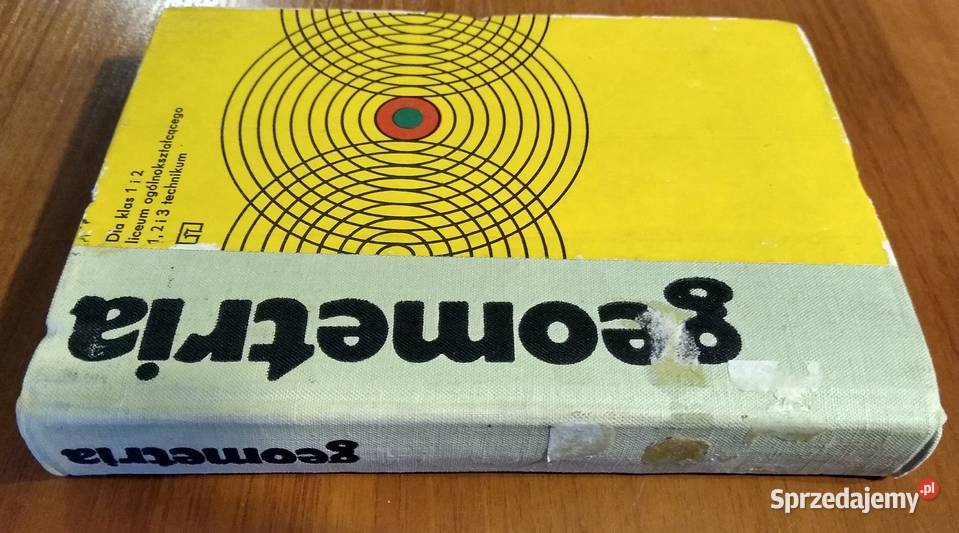 Dla klas 1 i 2
liceum ogólnokształcącego
1, 2 i 3 technikum
geometria
geometria
Sprzedajemy.pl